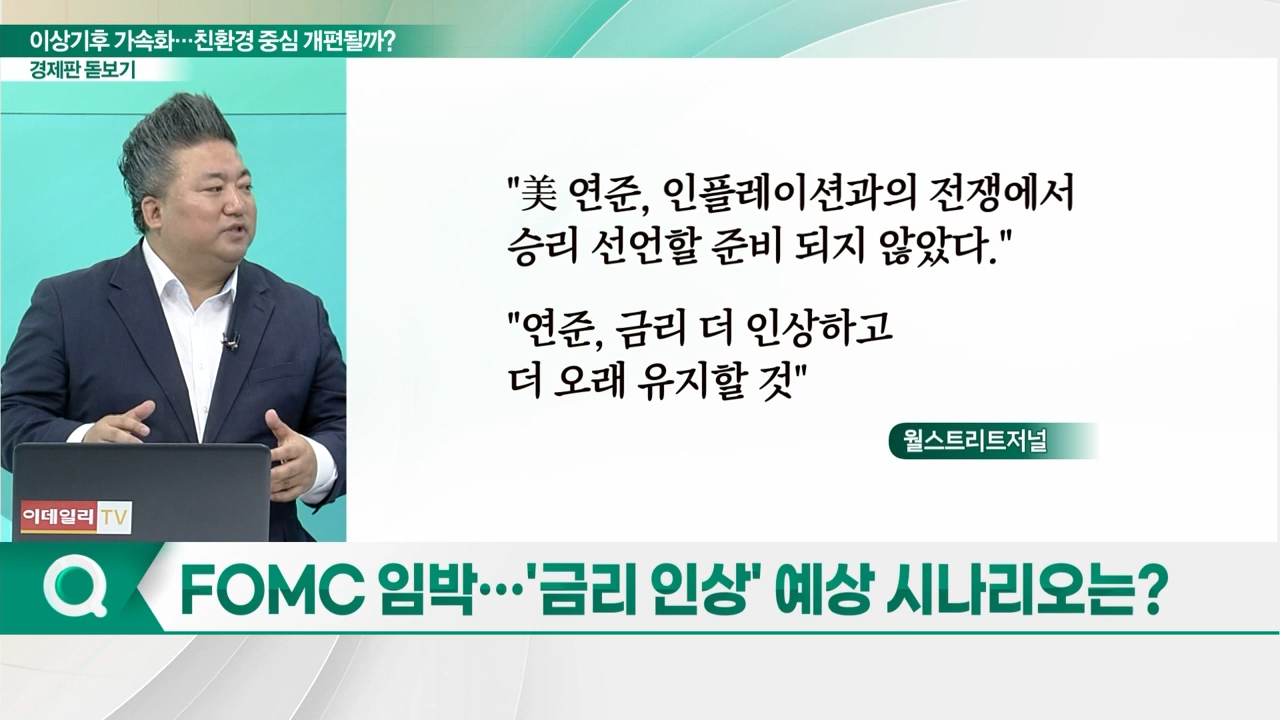 이상기후 가속화…친환경 중심 개편될까?
경제판 돋보기
"美 연준, 인플레이션과의 전쟁에서
승리 선언할 준비 되지 않았다."
"연준, 금리 더 인상하고
더 오래 유지할 것"
월스트리트저널
이데일리 TV
FOMC 임박…'금리 인상' 예상 시나리오는?